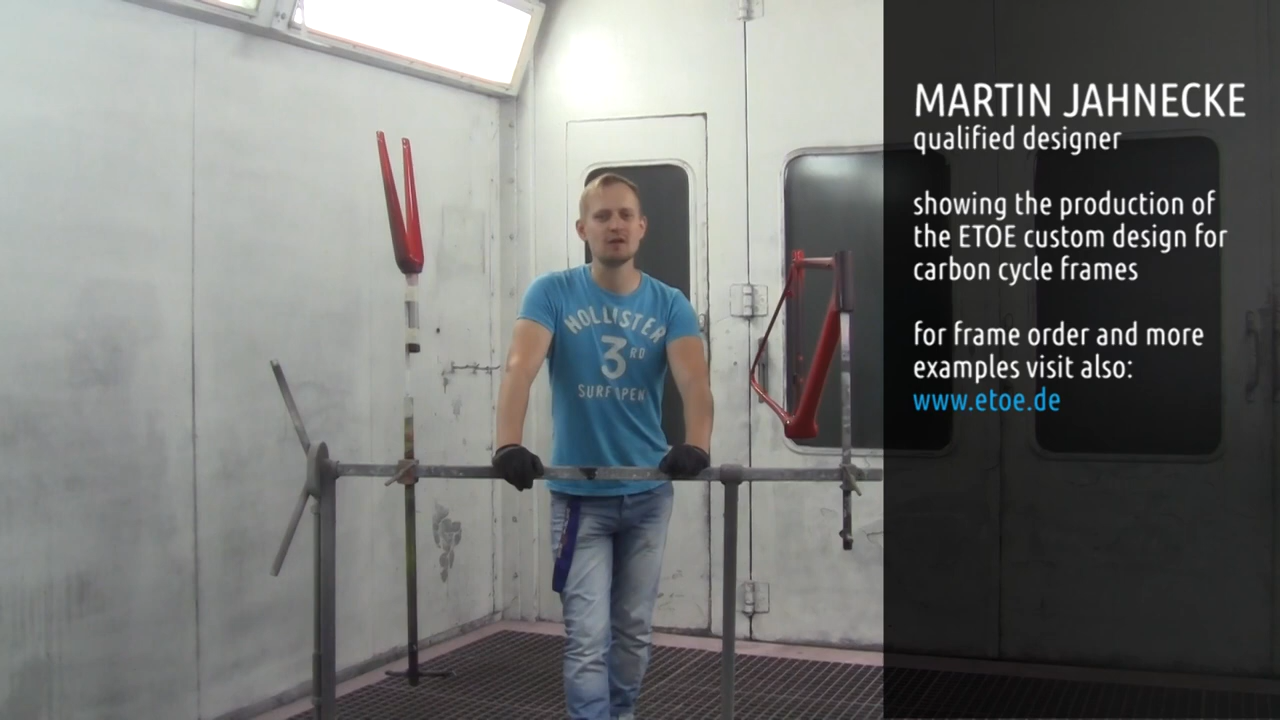 MARTIN JAHNECKE
qualified designer
showing the production of
the ETOE custom design for
carbon cycle frames
for frame order and more
examples visit also:
www.etoe.de
HOLLISTER
3RD
SURF OPEN